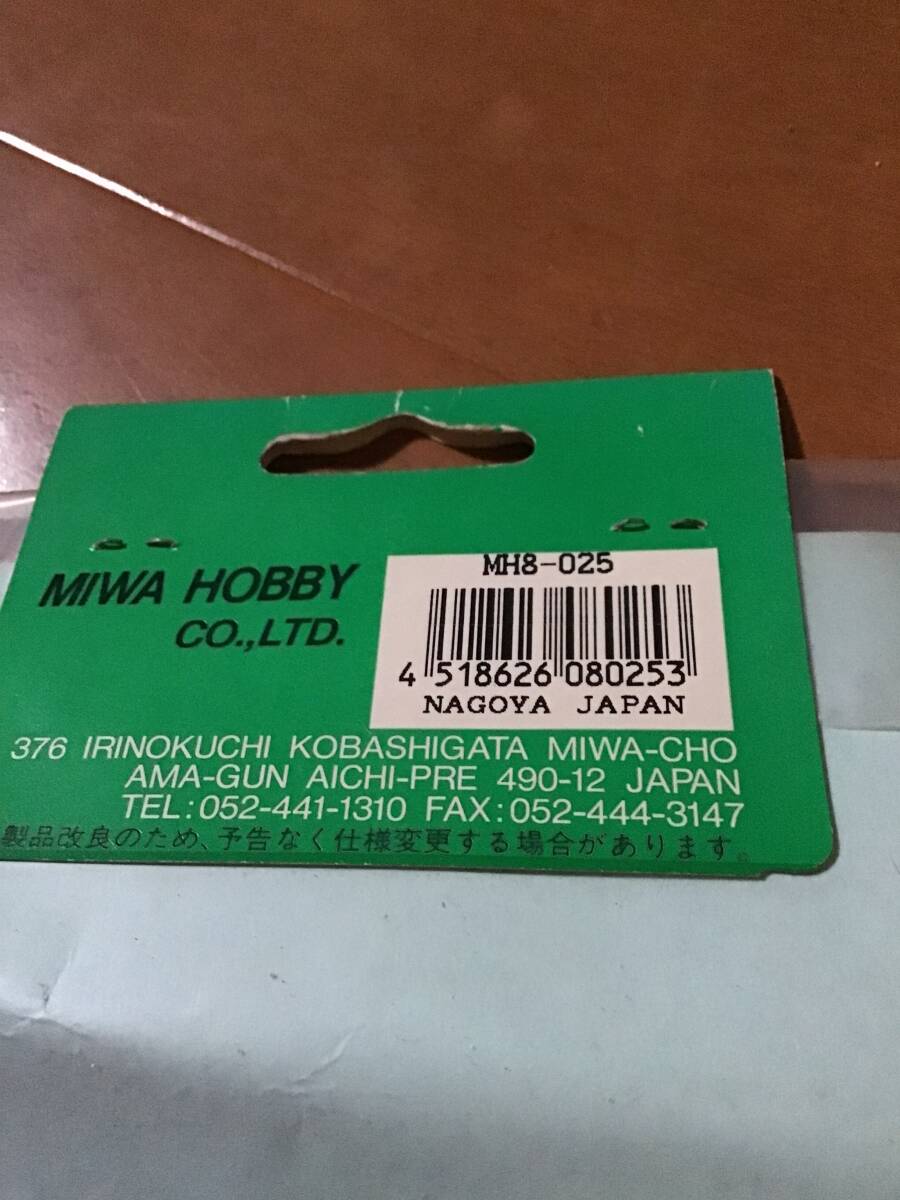 MIWA HOBBY
CO.,LTD.
MH8-025
4 518626 080253
NAGOYA JAPAN
376 IRINOKUCHI KOBASHIGATA MIWA-CHO
AMA-GUN AICHI-PRE 490-12 JAPAN
TEL:052-441-1310 FAX:052-444-3147
製品改良のため、予告なく仕様変更する場合があります。